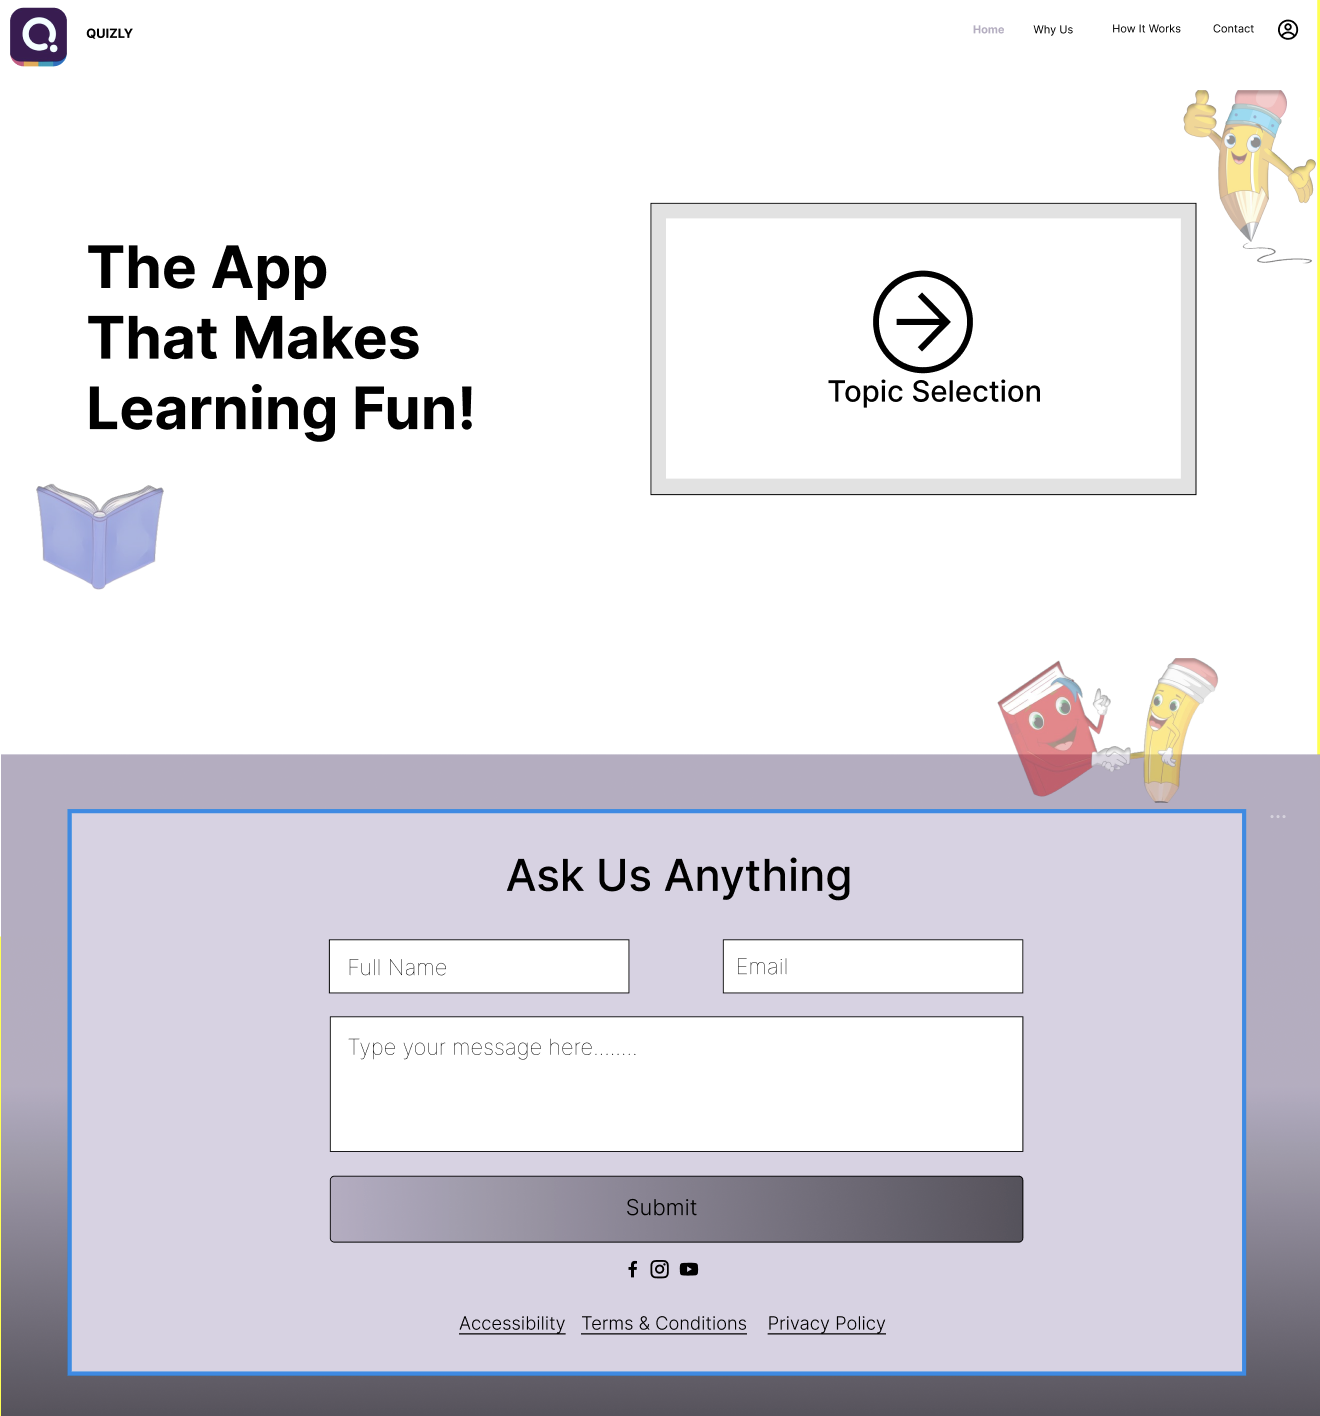 QUIZLY
Home Why Us How It Works Contact
The App
That Makes
Learning Fun!
Topic Selection
Ask Us Anything
Full Name Email
Type your message here........
Submit
Accessibility Terms & Conditions Privacy Policy